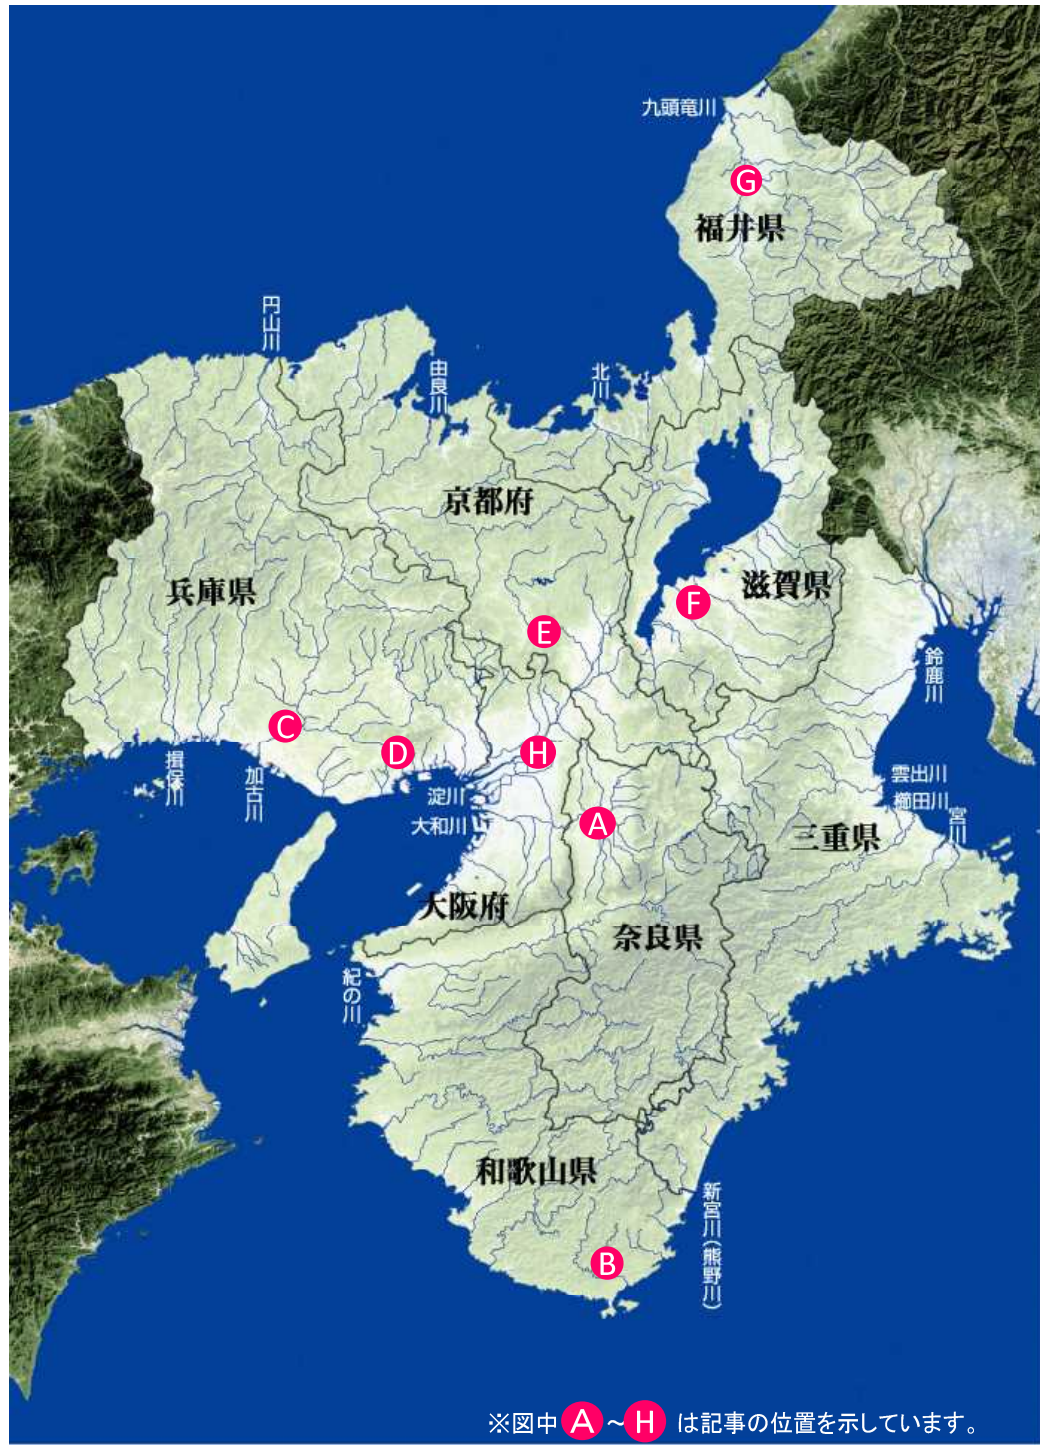 九頭竜川
G
福井県
円山川
由良川
北川
京都府
兵庫県
滋賀県
F
E
鈴鹿川
C
D
H
揖保川
加古川
淀川
大和川
雲出川
櫛田川
宮川
A
三重県
大阪府
奈良県
紀の川
和歌山県
新宮川(熊野川)
B
※図中 A ~ H は記事の位置を示しています。